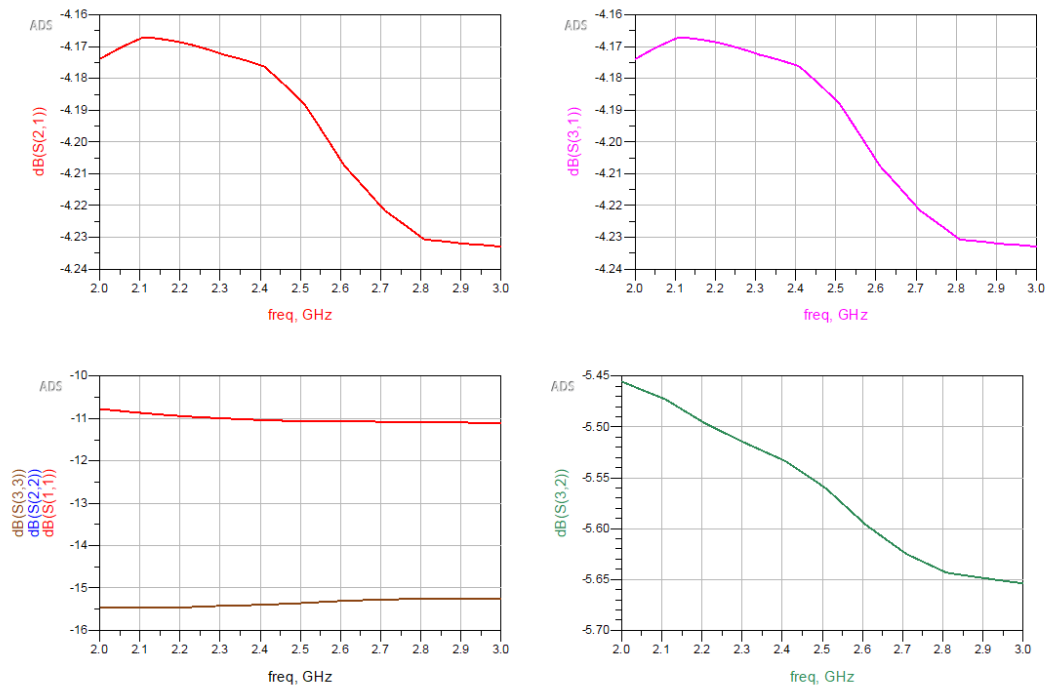 ADS
dB(S(2,1))
-4.16
-4.17
-4.18
-4.19
-4.20
-4.21
-4.22
-4.23
-4.24
2.0 2.1 2.2 2.3 2.4 2.5 2.6 2.7 2.8 2.9 3.0
freq, GHz
ADS
dB(S(3,1))
-4.16
-4.17
-4.18
-4.19
-4.20
-4.21
-4.22
-4.23
-4.24
2.0 2.1 2.2 2.3 2.4 2.5 2.6 2.7 2.8 2.9 3.0
freq, GHz
ADS
dB(S(3,3))
dB(S(2,2))
dB(S(1,1))
-10
-11
-12
-13
-14
-15
-16
2.0 2.1 2.2 2.3 2.4 2.5 2.6 2.7 2.8 2.9 3.0
freq, GHz
ADS
dB(S(3,2))
-5.45
-5.50
-5.55
-5.60
-5.65
-5.70
2.0 2.1 2.2 2.3 2.4 2.5 2.6 2.7 2.8 2.9 3.0
freq, GHz